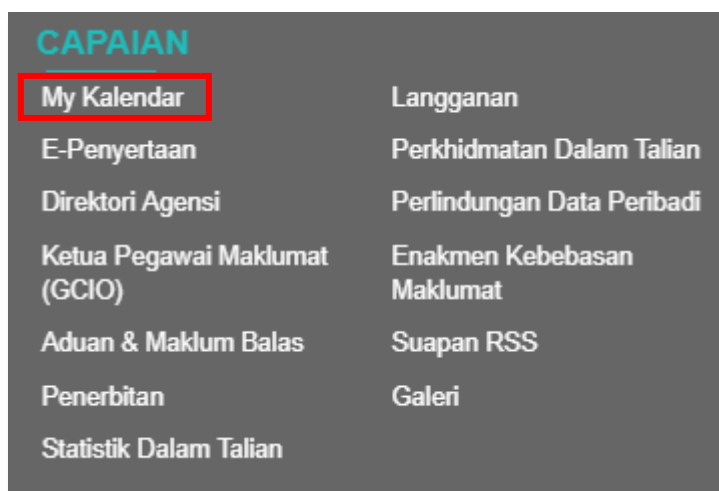 CAPAIAN
My Kalendar
E-Penyertaan
Direktori Agensi
Ketua Pegawai Maklumat
(GCIO)
Aduan & Maklum Balas
Penerbitan
Statistik Dalam Talian
Langganan
Perkhidmatan Dalam Talian
Perlindungan Data Peribadi
Enakmen Kebebasan
Maklumat
Suapan RSS
Galeri